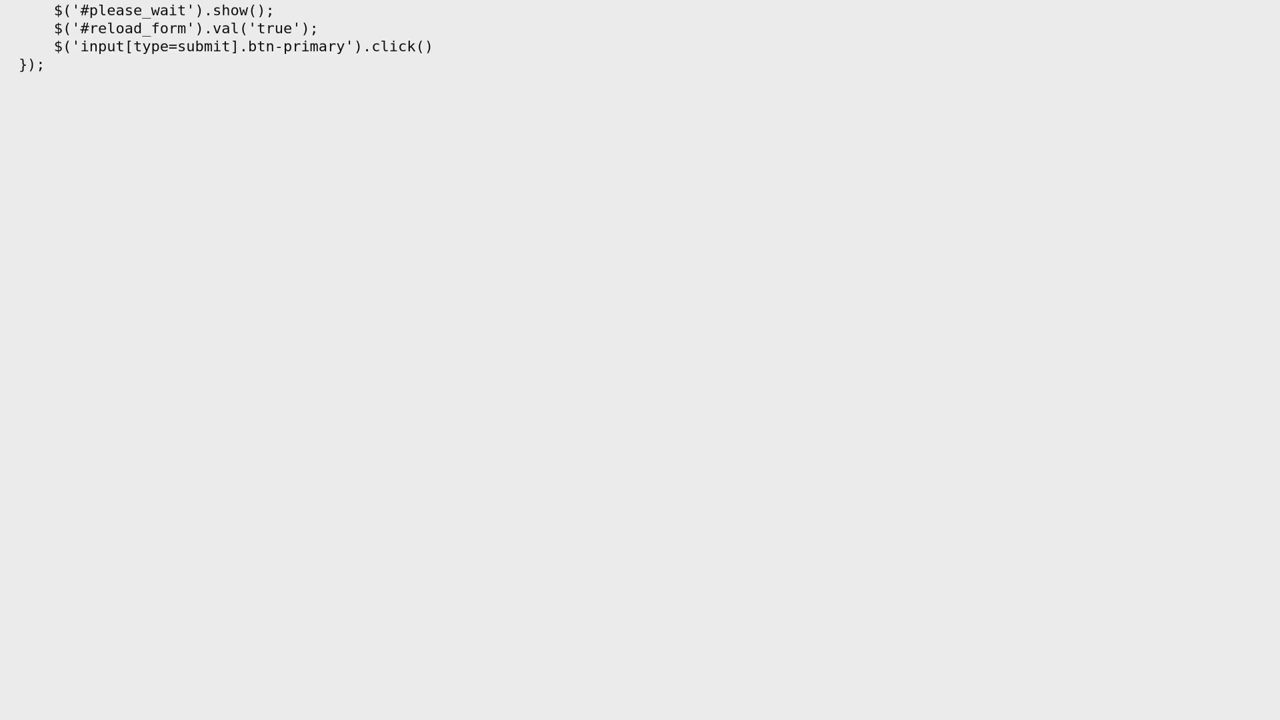 $('#please_wait').show();
    $('#reload_form').val('true');
    $('input[type=submit].btn-primary').click()
});